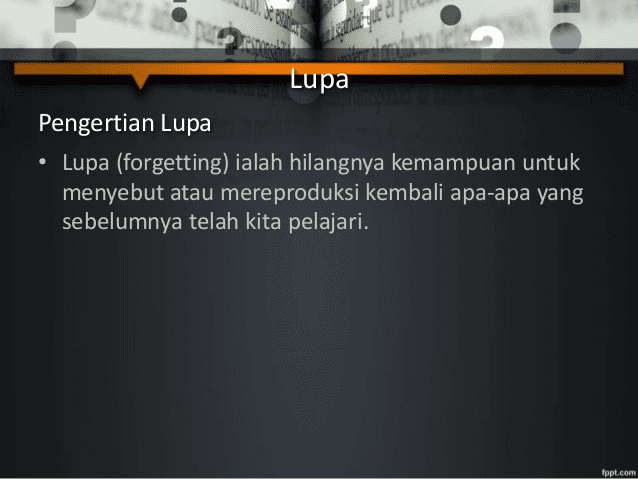 Lupa
Pengertian Lupa
• Lupa (forgetting) ialah hilangnya kemampuan untuk
menyebut atau mereproduksi kembali apa-apa yang
sebelumnya telah kita pelajari.
fppt.com